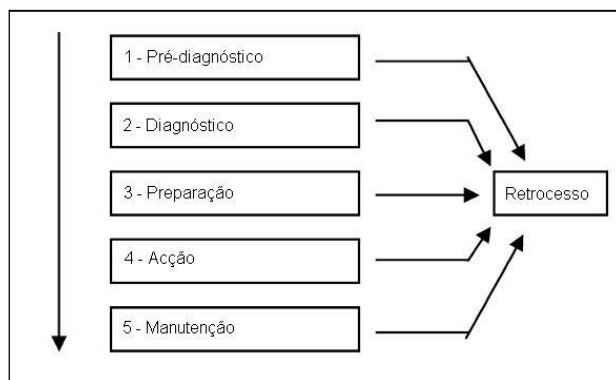 1 - Pré-diagnóstico
2 - Diagnóstico
3 - Preparação
Retrocesso
4 - Acção
5 - Manutenção